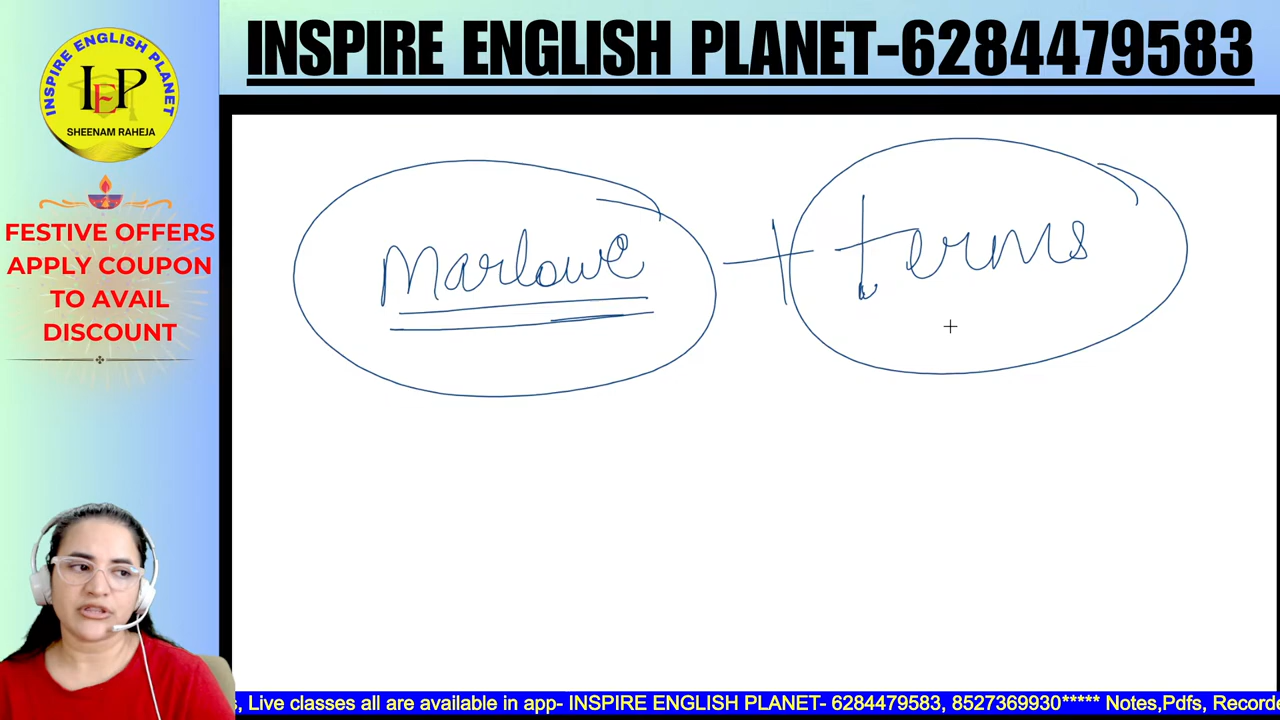 INSPIRE ENGLISH PLANET-6284479583
INSPIRE ENGLISH PLANET
IEP
SHEENAM RAHEJA
FESTIVE OFFERS
APPLY COUPON
TO AVAIL
DISCOUNT
Marlowe + terms
, Live classes all are available in app- INSPIRE ENGLISH PLANET- 6284479583, 8527369930***** Notes,Pdfs, Recorde